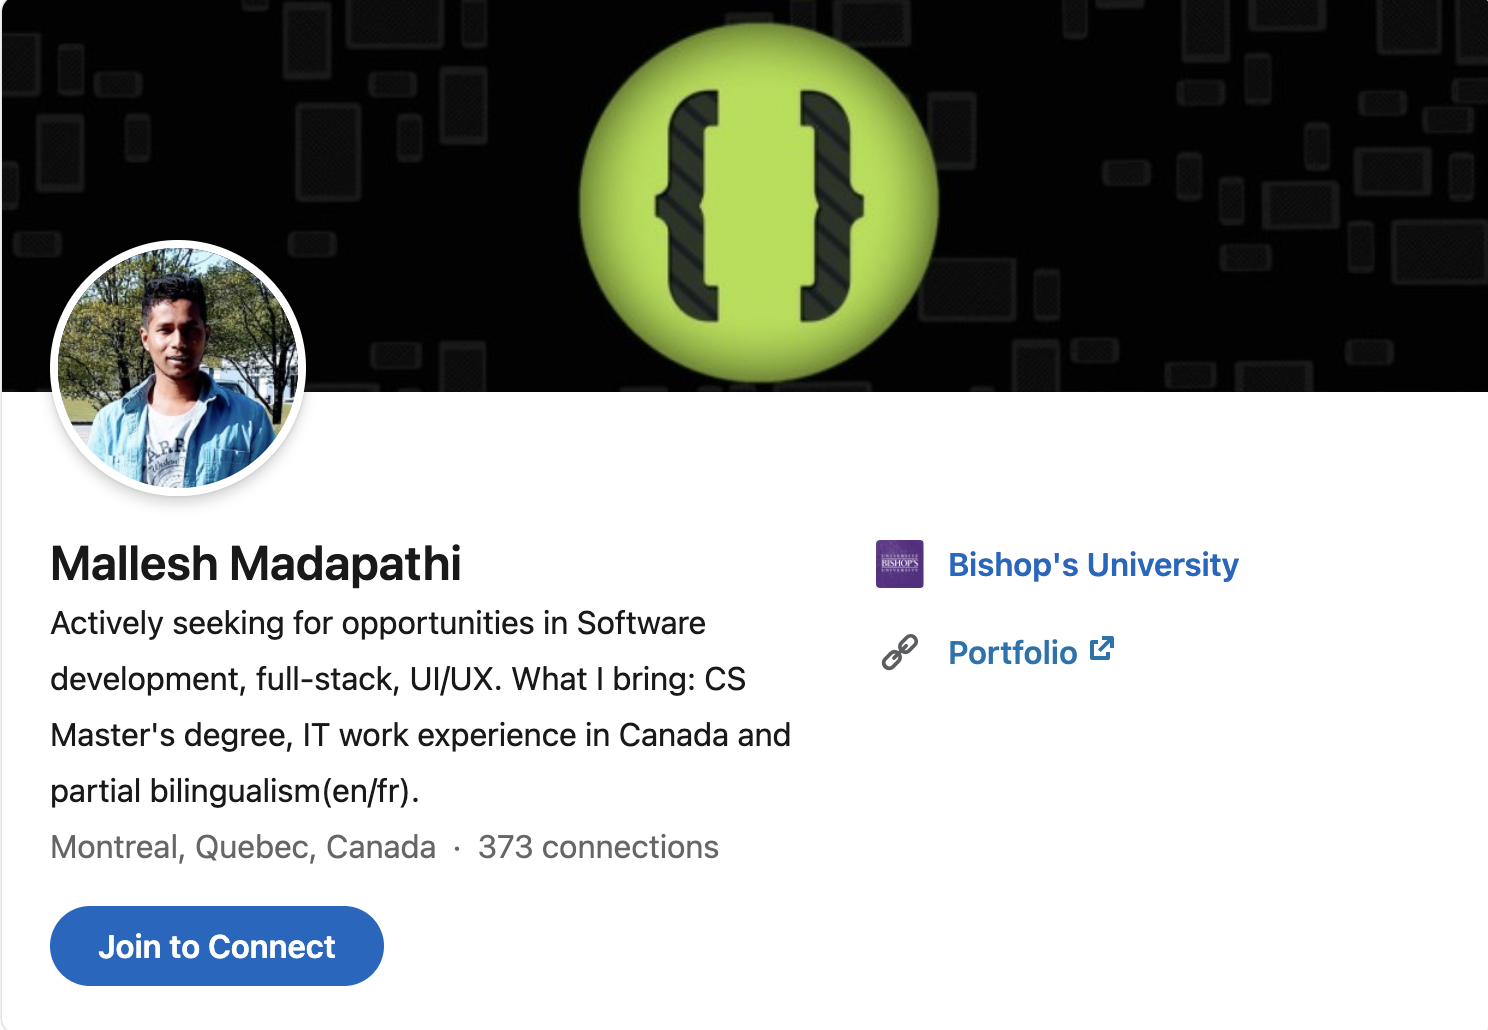 Mallesh Madapathi
Actively seeking for opportunities in Software
development, full-stack, UI/UX. What I bring: CS
Master's degree, IT work experience in Canada and
partial bilingualism(en/fr).
Montreal, Quebec, Canada · 373 connections
Join to Connect
UNIVERSITÉ
BISHOP'S
UNIVERSITY
Bishop's University
Portfolio